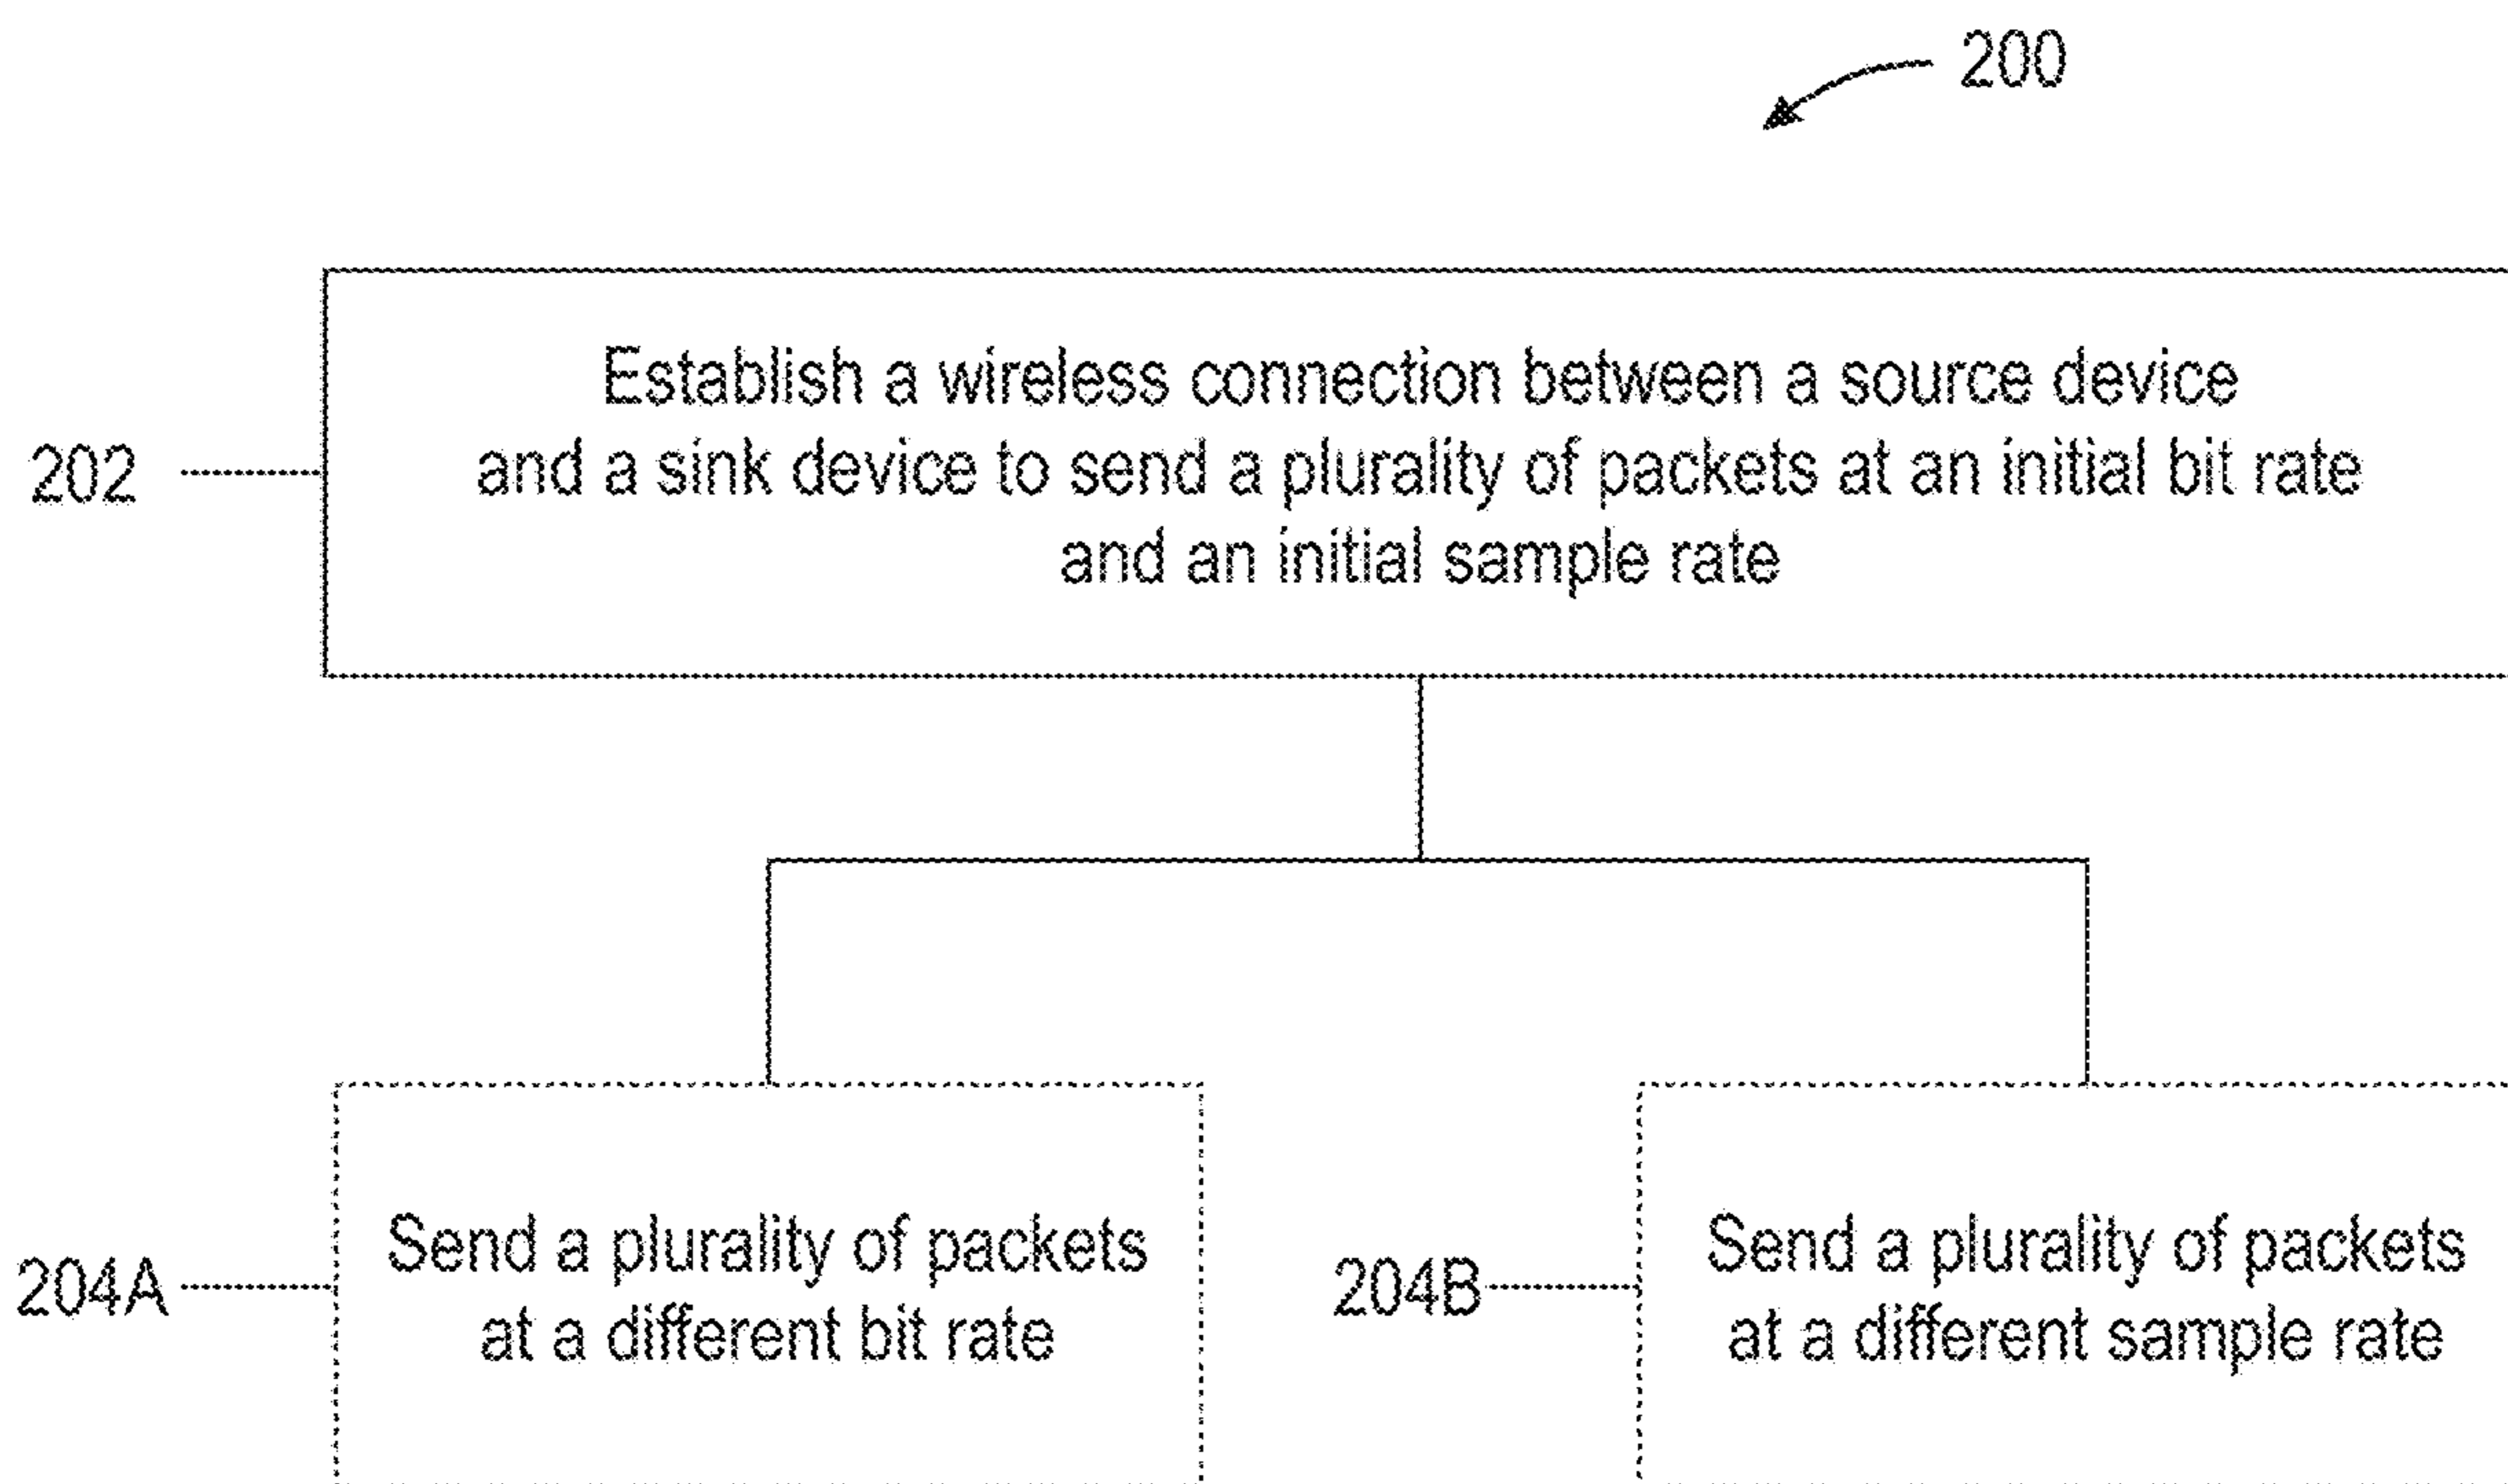 200
Establish a wireless connection between a source device
202
and a sink device to send a plurality of packets at an initial bit rate
and an initial sample rate
204A
Send a plurality of packets
at a different bit rate
204B
Send a plurality of packets
at a different sample rate